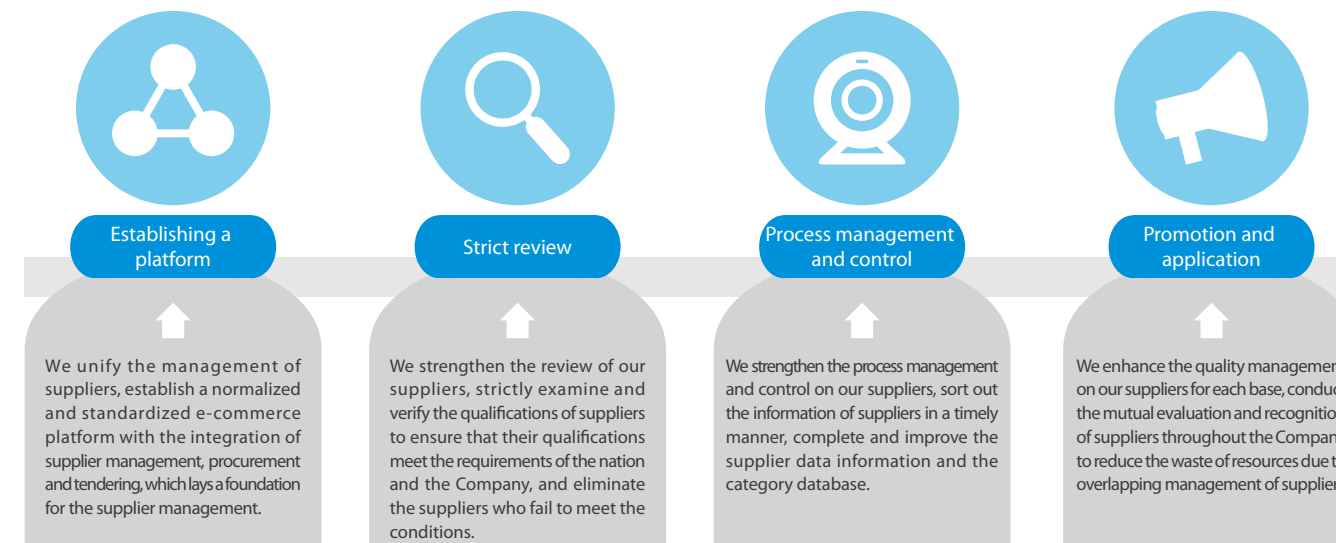 Establishing a
platform
We unify the management of
suppliers, establish a normalized
and standardized e-commerce
platform with the integration of
supplier management, procurement
and tendering, which lays a foundation
for the supplier management.
Strict review
We strengthen the review of our
suppliers, strictly examine and
verify the qualifications of suppliers
to ensure that their qualifications
meet the requirements of the nation
and the Company, and eliminate
the suppliers who fail to meet the
conditions.
Process management
and control
We strengthen the process management
and control on our suppliers, sort out
the information of suppliers in a timely
manner, complete and improve the
supplier data information and the
category database.
Promotion and
application
We enhance the quality
on our suppliers for each base,
the mutual evaluation and
of suppliers throughout the
to reduce the waste of resources due
overlapping management of